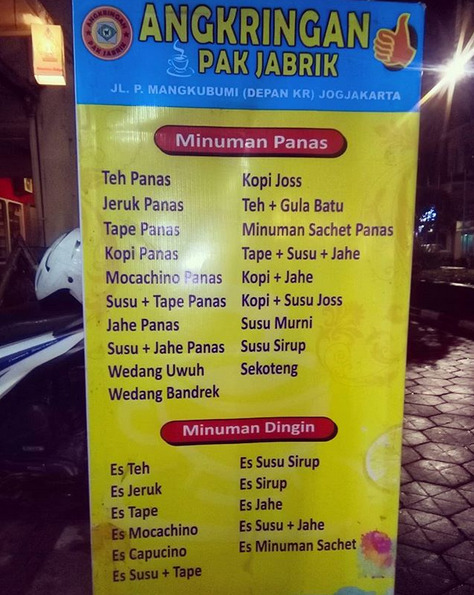 ANGKRINGAN
PAK JABRIK
ANGKRINGAN
PAK JABRIK
JL. P. MANGKUBUMI (DEPAN KR) JOGJAKARTA
Minuman Panas
Teh Panas
Jeruk Panas
Tape Panas
Kopi Panas
Mocachino Panas
Susu + Tape Panas
Jahe Panas
Susu + Jahe Panas
Wedang Uwuh
Wedang Bandrek
Kopi Joss
Teh + Gula Batu
Minuman Sachet Panas
Tape + Susu + Jahe
Kopi + Jahe
Kopi + Susu Joss
Susu Murni
Susu Sirup
Sekoteng
Minuman Dingin
Es Teh
Es Jeruk
Es Tape
Es Mocachino
Es Capucino
Es Susu + Tape
Es Susu Sirup
Es Sirup
Es Jahe
Es Susu + Jahe
Es Minuman Sachet